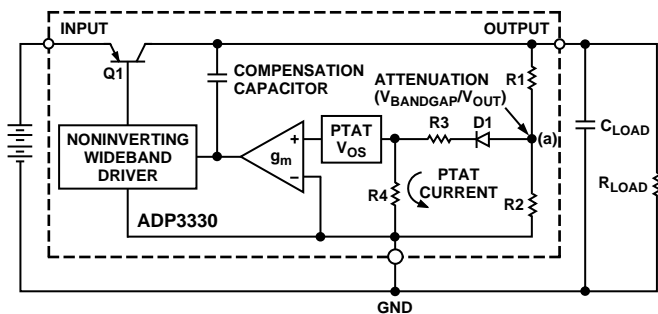 INPUT
OUTPUT
Q1
COMPENSATION
CAPACITOR
ATTENUATION
(VBANDGAP/VOUT)
R1
R3
D1
(a)
PTAT
VOS
NONINVERTING
WIDEBAND
DRIVER
gm
+
−
R4
PTAT
CURRENT
R2
CLOAD
RLOAD
ADP3330
GND